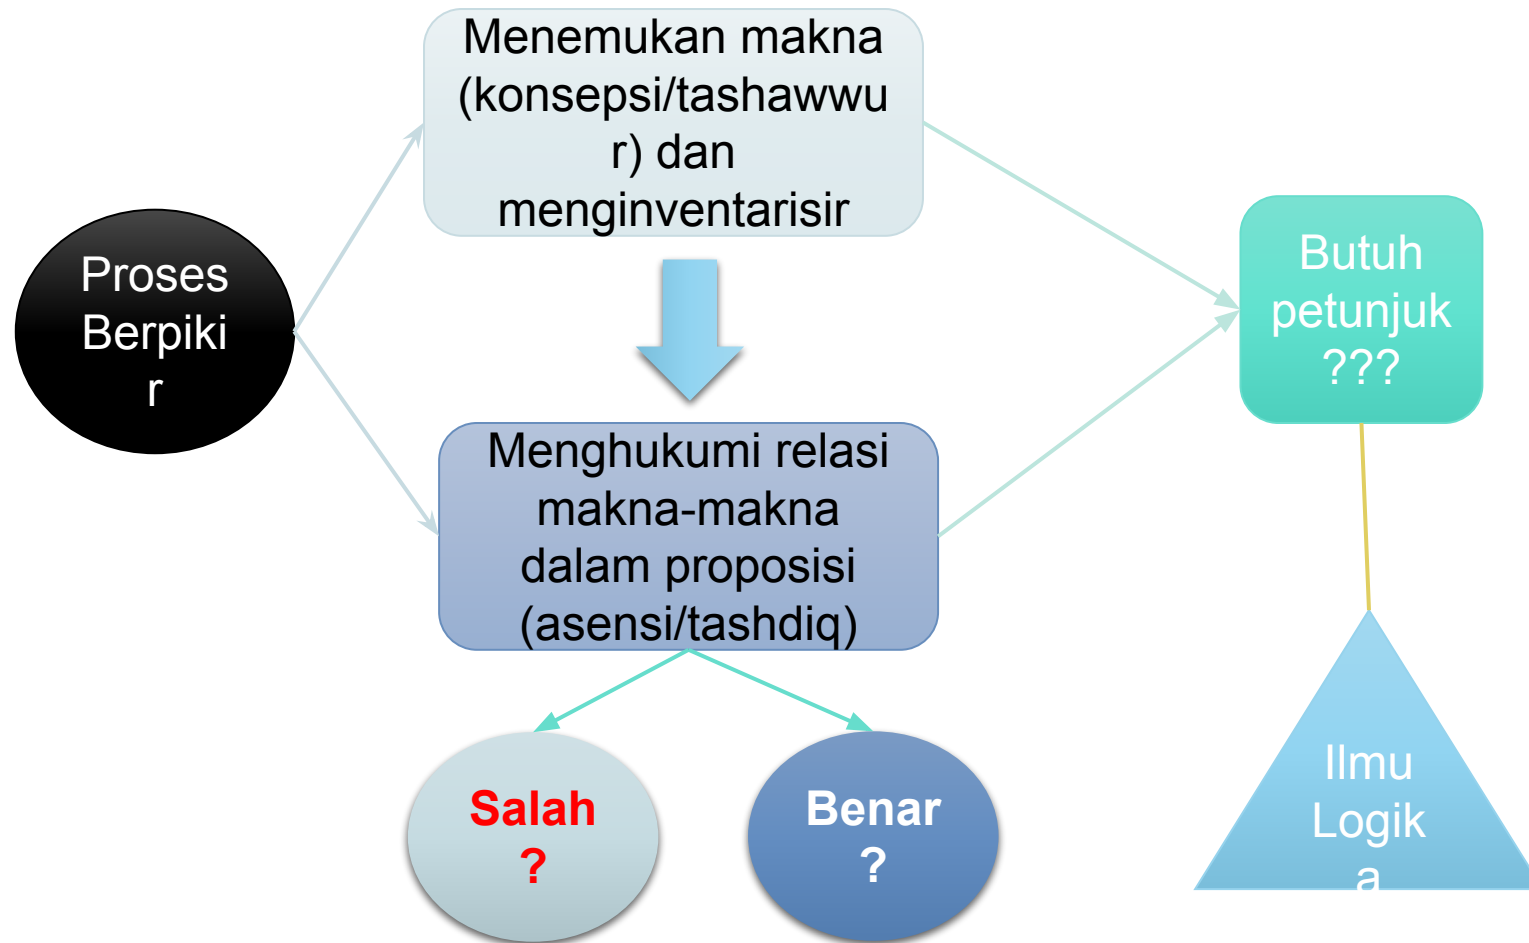 Menemukan makna
(konsepsi/tashawwu
r) dan
menginventarisir
Proses
Berpiki
r
Butuh
petunjuk
???
Menghukumi relasi
makna-makna
dalam proposisi
(asensi/tashdiq)
Salah
?
Benar
?
Ilmu
Logik
a